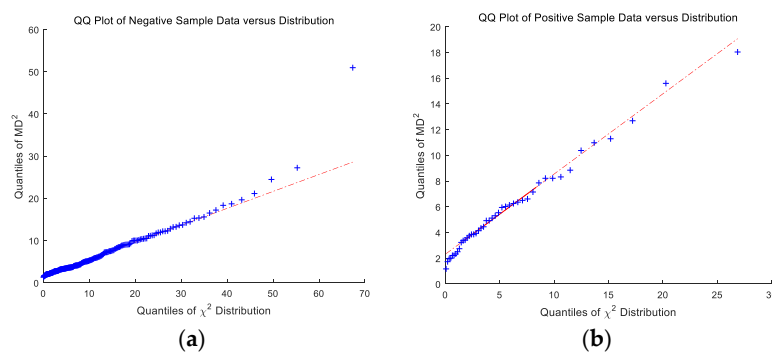 QQ Plot of Negative Sample Data versus Distribution
60
50
40
30
20
10
0
Quantiles of MD²
0 10 20 30 40 50 60 70
Quantiles of χ² Distribution
(a)
QQ Plot of Positive Sample Data versus Distribution
20
18
16
14
12
10
8
6
4
2
0
Quantiles of MD²
0 5 10 15 20 25 3
Quantiles of χ² Distribution
(b)